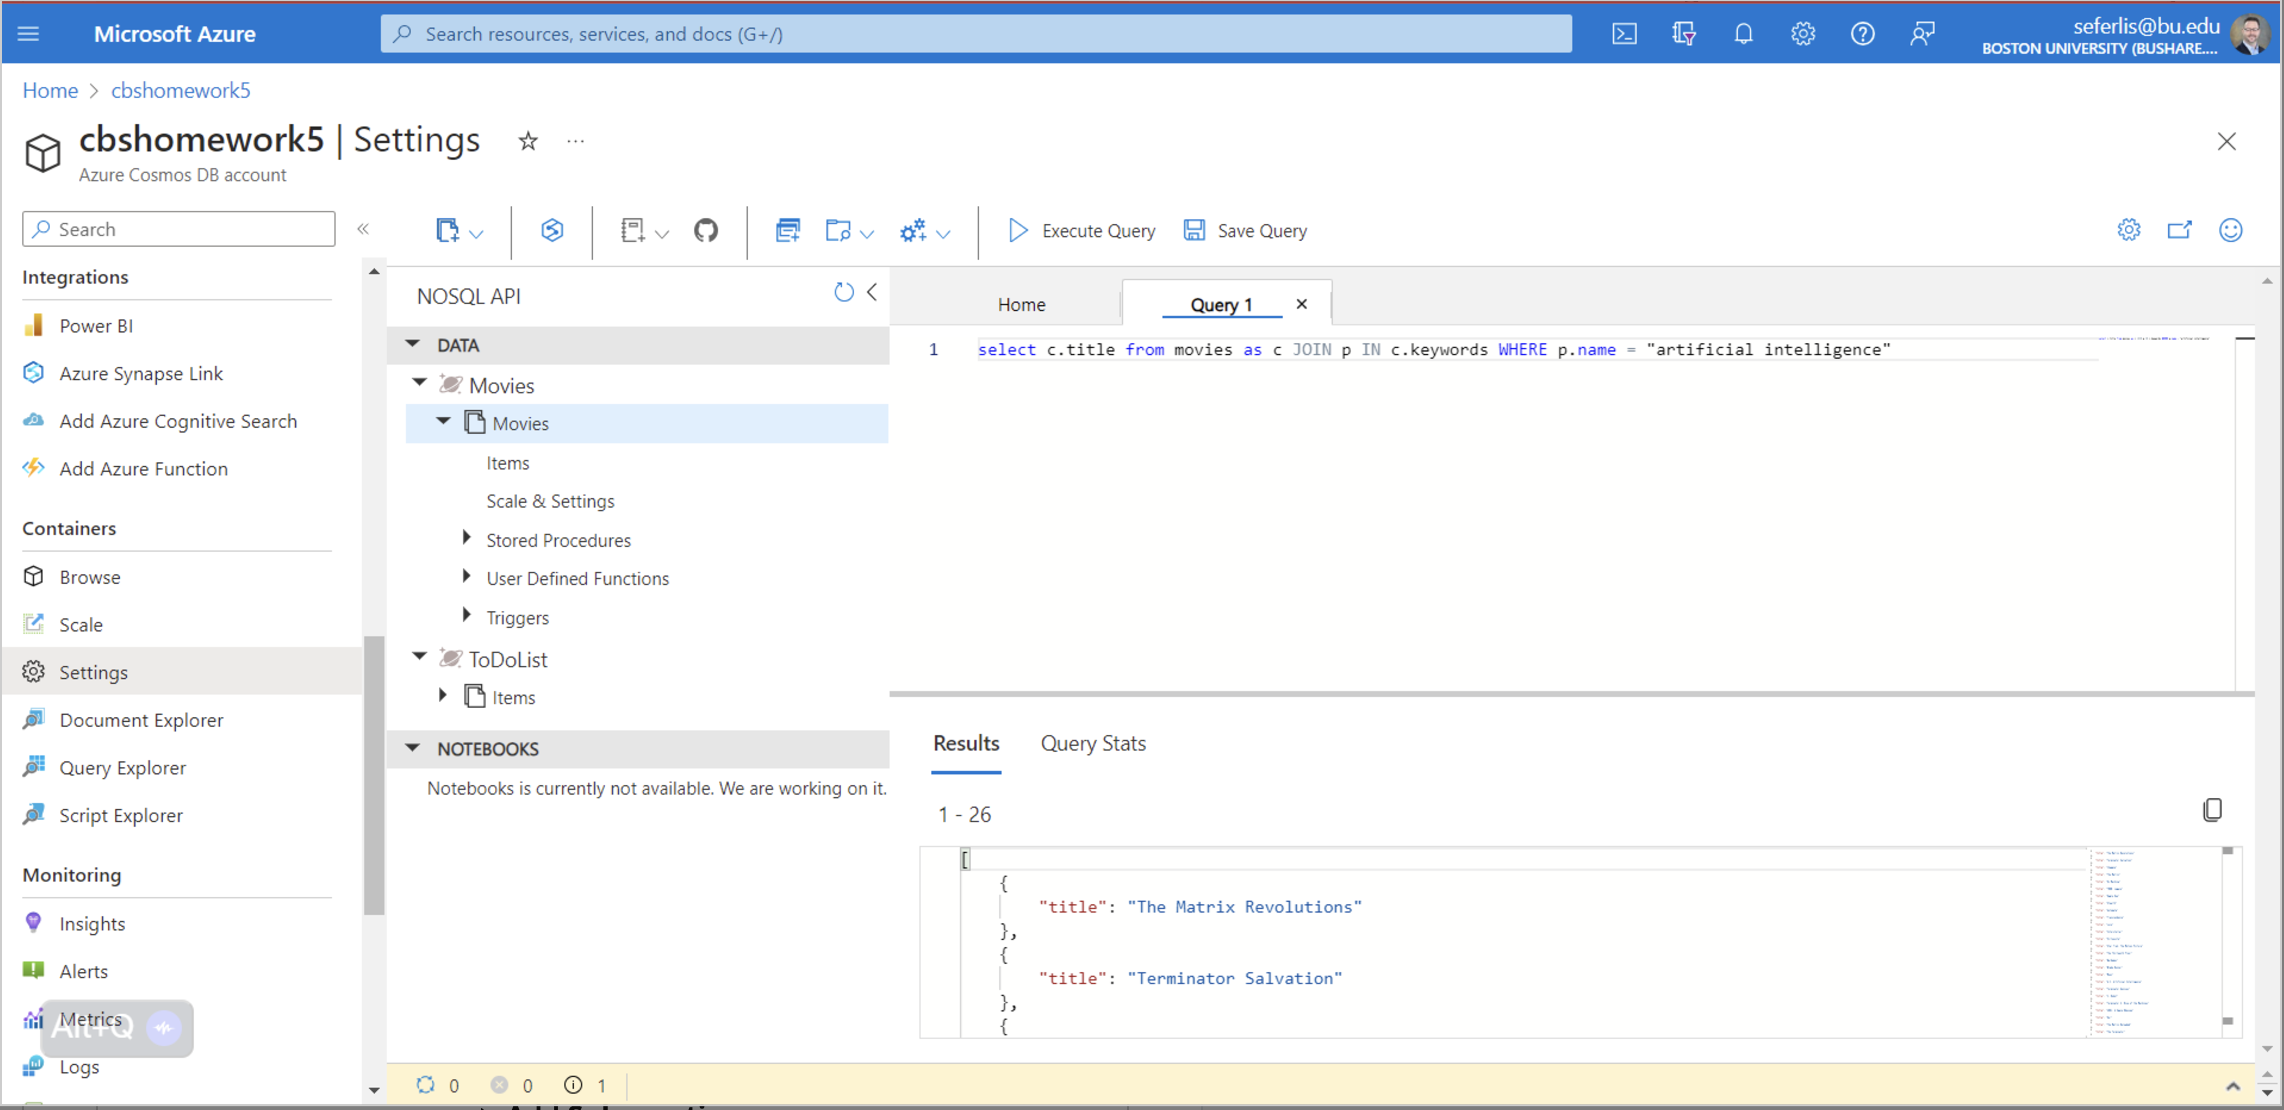 Microsoft Azure
Search resources, services, and docs (G+/)
seferlis@bu.edu
BOSTON UNIVERSITY (BUSHARE....
Home > cbshomework5
cbshomework5 | Settings
Azure Cosmos DB account
Search
Execute Query
Save Query
Integrations
Power BI
Azure Synapse Link
Add Azure Cognitive Search
Add Azure Function
Containers
Browse
Scale
Settings
Document Explorer
Query Explorer
Script Explorer
Monitoring
Insights
Alerts
Metrics
Alt+Q
Logs
NOSQL API
DATA
Movies
Movies
Items
Scale & Settings
Stored Procedures
User Defined Functions
Triggers
ToDoList
Items
NOTEBOOKS
Notebooks is currently not available. We are working on it.
Home
Query 1
1 select c.title from movies as c JOIN p IN c.keywords WHERE p.name = "artificial intelligence"
Results
Query Stats
1 - 26
[
{
"title": "The Matrix Revolutions"
},
{
"title": "Terminator Salvation"
},
{
0 0 1